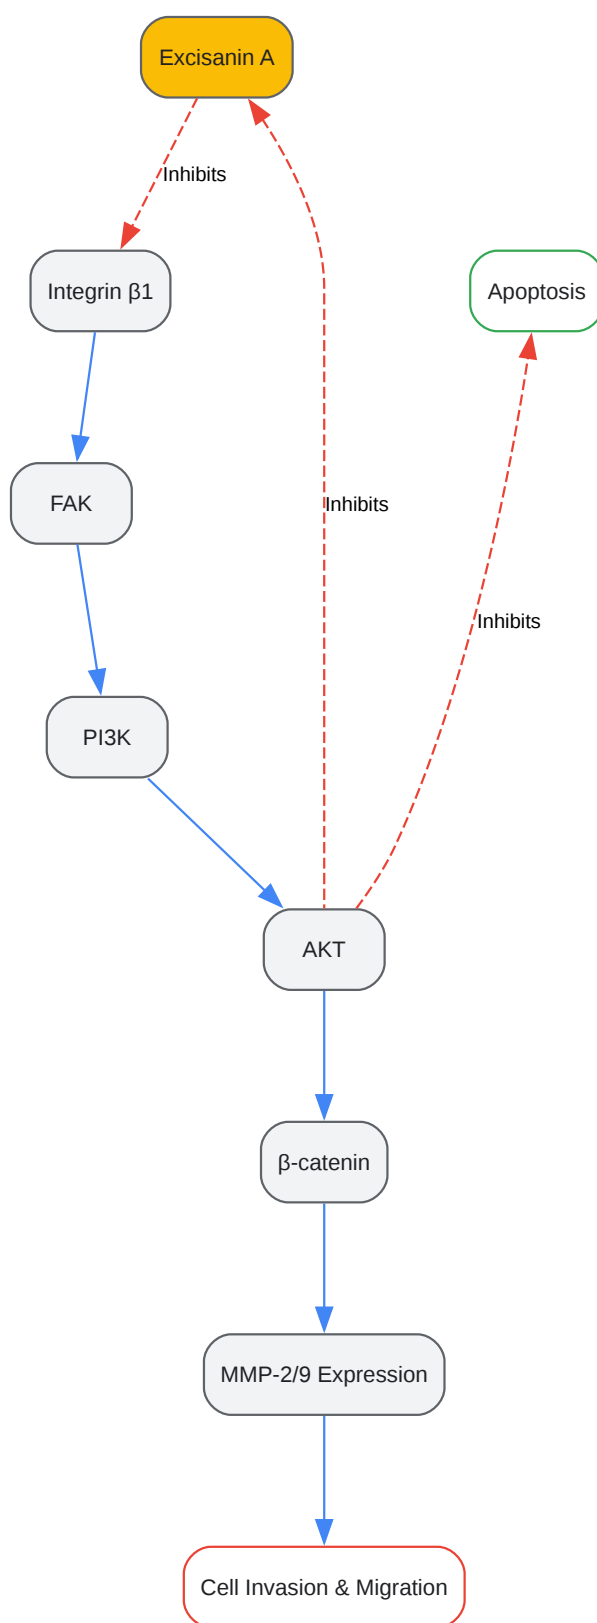 Excisanin A
Inhibits
Integrin β1
Apoptosis
FAK
Inhibits
Inhibits
PI3K
AKT
β-catenin
MMP-2/9 Expression
Cell Invasion & Migration